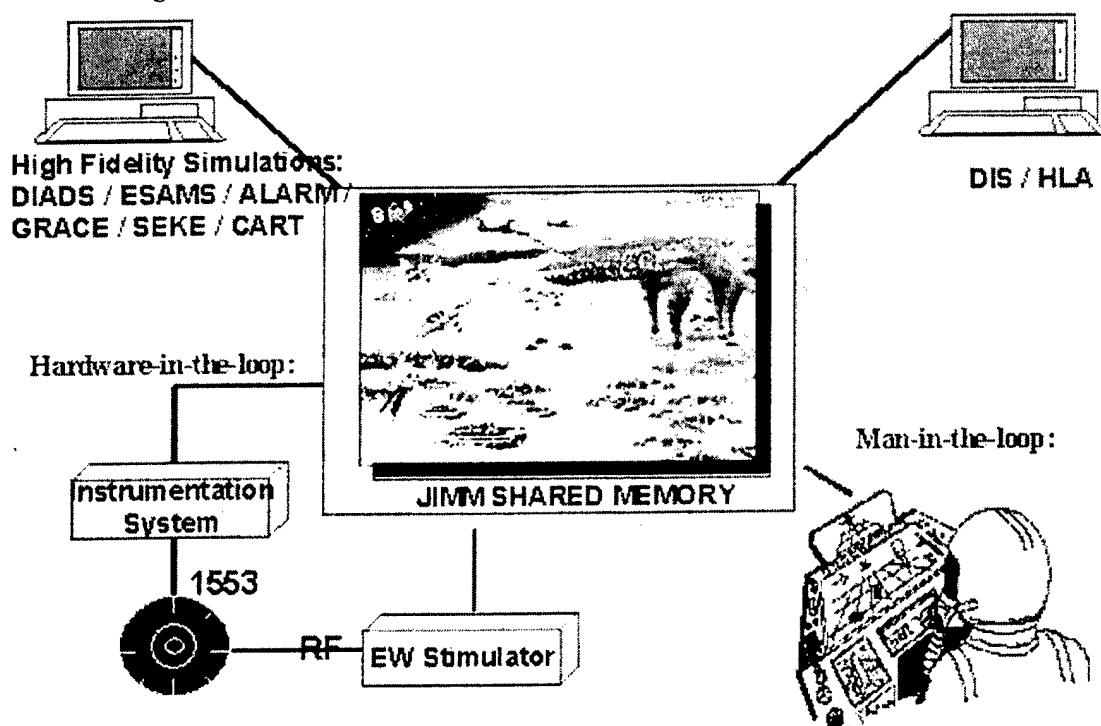 High Fidelity Simulations:
DIADS / ESAMS / ALARM /
GRACE / SEKE / CART
DIS / HLA
Hardware-in-the-loop:
Man-in-the-loop:
JIMM SHARED MEMORY
Instrumentation
System
1553
RF
EW Stimulator